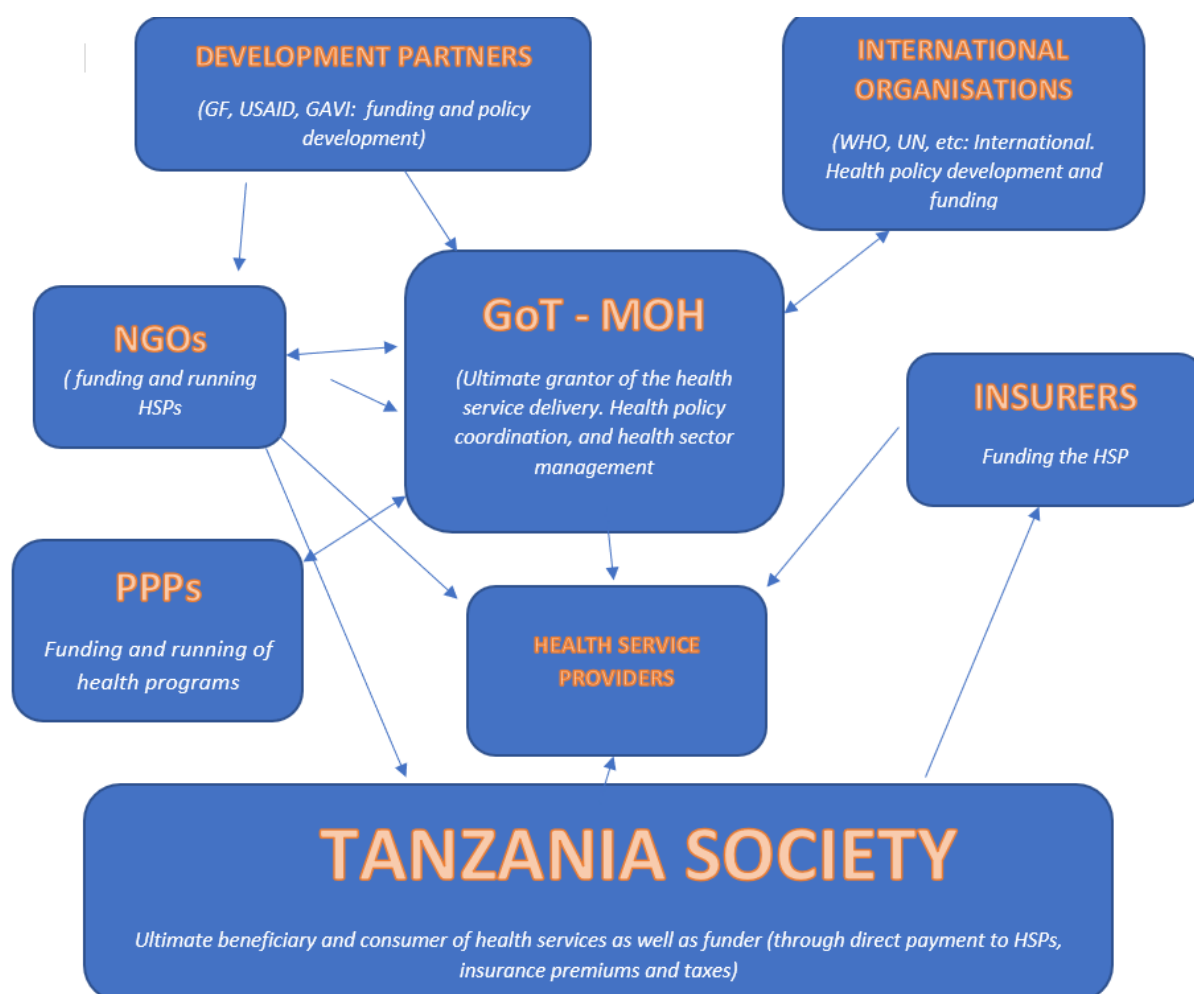 DEVELOPMENT PARTNERS
(GF, USAID, GAVI: funding and policy
development)
INTERNATIONAL
ORGANISATIONS
(WHO, UN, etc: International.
Health policy development and
funding
NGOs
( funding and running
HSPs
GoT - MOH
(Ultimate grantor of the health
service delivery. Health policy
coordination, and health sector
management
INSURERS
Funding the HSP
PPPs
Funding and running of
health programs
HEALTH SERVICE
PROVIDERS
TANZANIA SOCIETY
Ultimate beneficiary and consumer of health services as well as funder (through direct payment to HSPs,
insurance premiums and taxes)